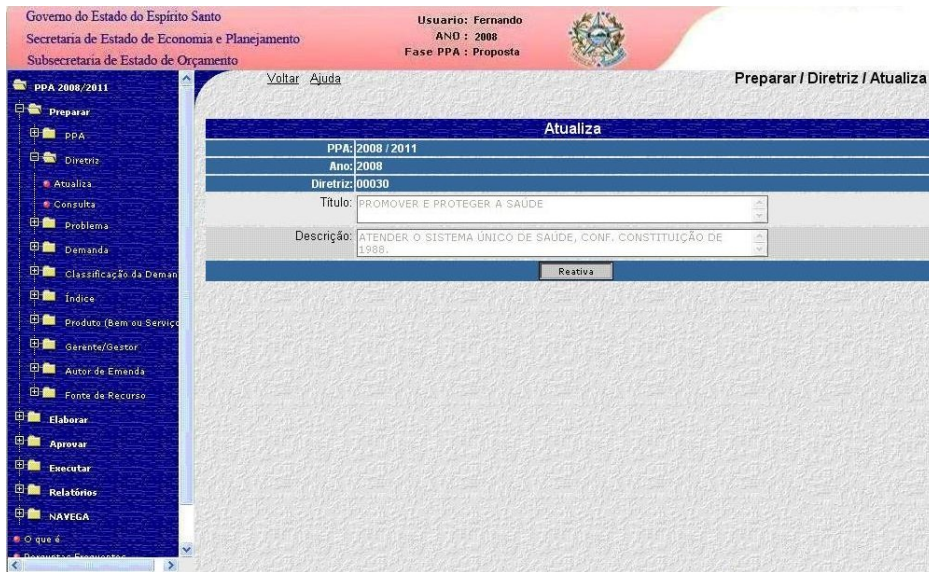 Governo do Estado do Espírito Santo
Secretaria de Estado de Economia e Planejamento
Subsecretaria de Estado de Orçamento
Usuario: Fernando
ANO : 2008
Fase PPA : Proposta
Voltar Ajuda
Preparar / Diretriz / Atualiza
PPA 2008/2011
Preparar
PPA
Diretriz
Atualiza
Consulta
Problema
Demanda
Classificação da Deman
Índice
Produto (Bem ou Serviço
Gerente/Gestor
Autor de Emenda
Fonte de Recurso
Elaborar
Aprovar
Executar
Relatórios
NAVEGA
O que é
Perguntas Frequentes
Atualiza
PPA: 2008 / 2011
Ano: 2008
Diretriz: 00030
Título: PROMOVER E PROTEGER A SAÚDE
Descrição: ATENDER O SISTEMA ÚNICO DE SAÚDE, CONF. CONSTITUIÇÃO DE
1988.
Reativa